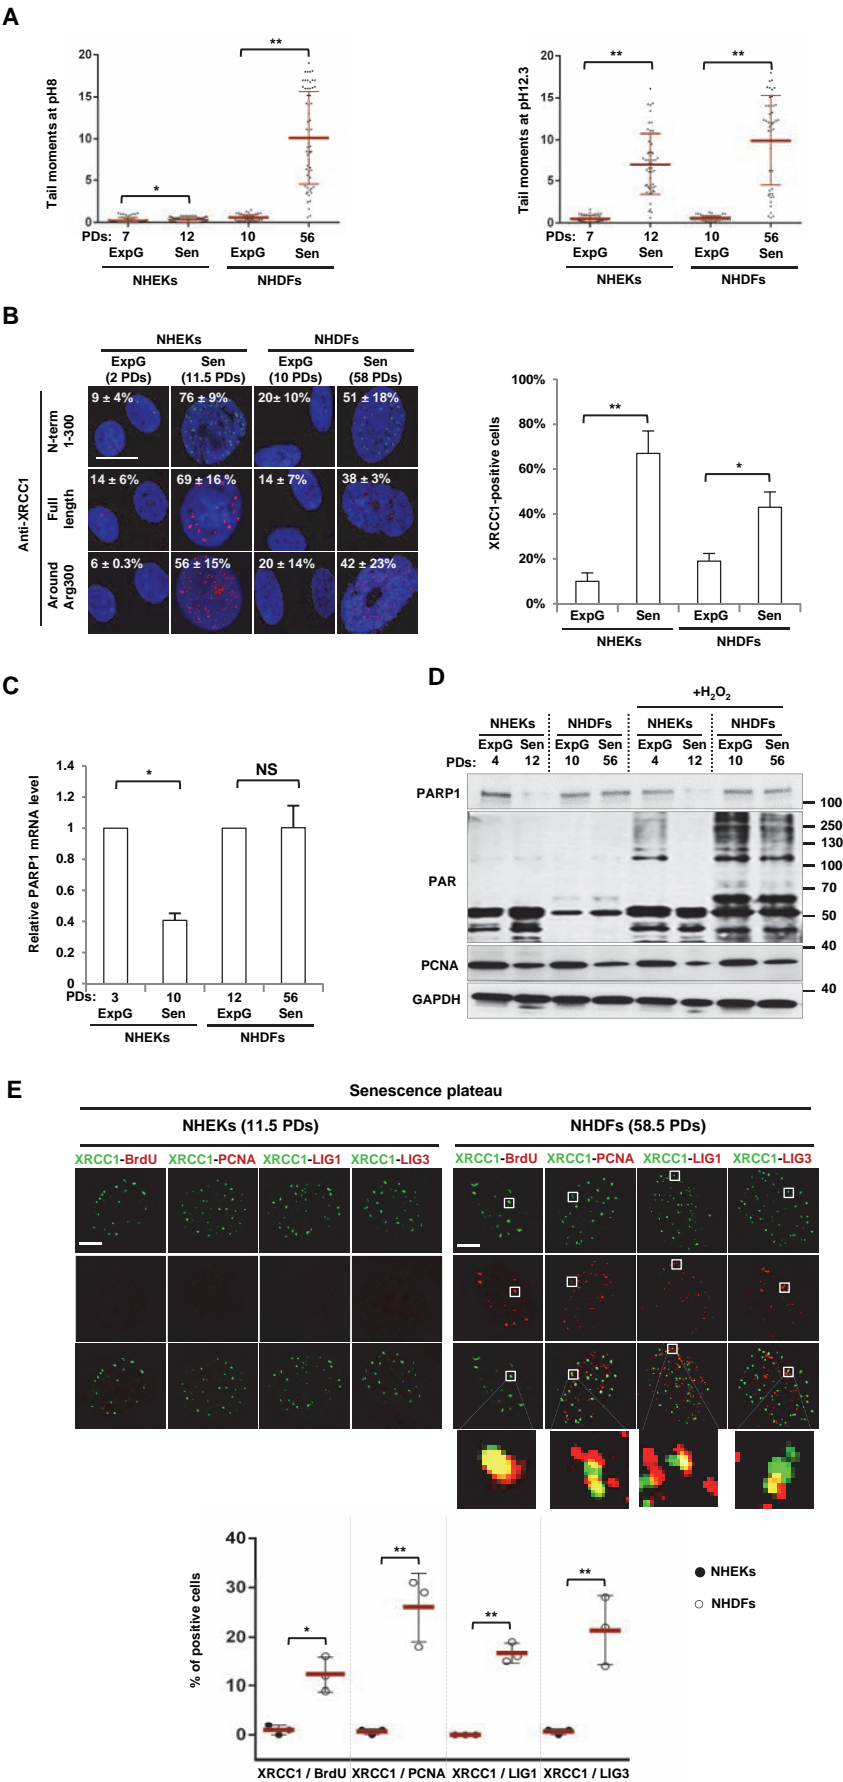 A
Tail moments at pH8
20
15
10
5
0
*
**
PDs: 7 12 10 56
ExpG Sen ExpG Sen
NHEKs NHDFs
Tail moments at pH12.3
20
15
10
5
0
** **
PDs: 7 12 10 56
ExpG Sen ExpG Sen
NHEKs NHDFs
B
NHEKs NHDFs
ExpG Sen ExpG Sen
(2 PDs) (11.5 PDs) (10 PDs) (58 PDs)
Anti-XRCC1
N-term
1-300
9 ± 4% 76 ± 9% 20± 10% 51 ± 18%
Full
length
14 ± 6% 69 ± 16 % 14 ± 7% 38 ± 3%
Around
Arg300
6 ± 0.3% 56 ± 15% 20 ± 14% 42 ± 23%
XRCC1-positive cells
100%
80%
60%
40%
20%
0%
**
*
ExpG Sen ExpG Sen
NHEKs NHDFs
C
Relative PARP1 mRNA level
1.4
1.2
1
0.8
0.6
0.4
0.2
0
* NS
PDs: 3 10 12 56
ExpG Sen ExpG Sen
NHEKs NHDFs
D
+H2O2
NHEKs NHDFs NHEKs NHDFs
ExpG Sen ExpG Sen ExpG Sen ExpG Sen
PDs: 4 12 10 56 4 12 10 56
PARP1
100
250
130
PAR
100
70
50
40
PCNA
40
GAPDH
E
Senescence plateau
NHEKs (11.5 PDs) NHDFs (58.5 PDs)
XRCC1-BrdU XRCC1-PCNA XRCC1-LIG1 XRCC1-LIG3 XRCC1-BrdU XRCC1-PCNA XRCC1-LIG1 XRCC1-LIG3
% of positive cells
40
30
20
10
0
* ** ** **
NHEKs
NHDFs
XRCC1 / BrdU XRCC1 / PCNA XRCC1 / LIG1 XRCC1 / LIG3